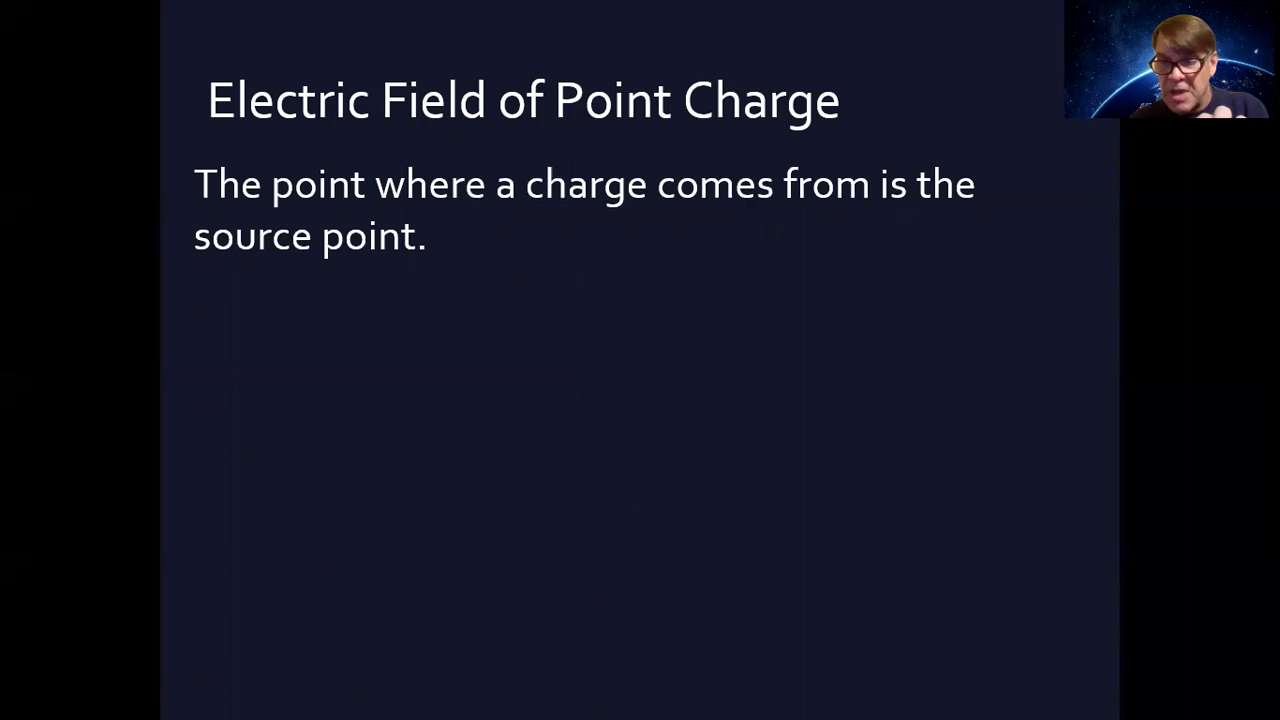 Electric Field of Point Charge
The point where a charge comes from is the
source point.